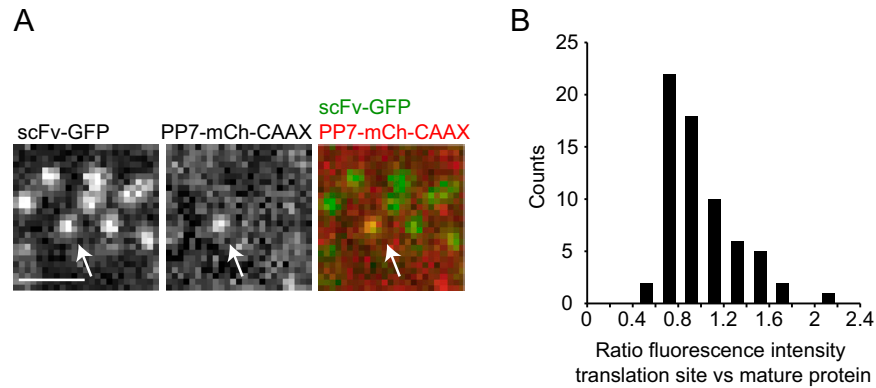 A
scFv-GFP
PP7-mCh-CAAX
scFv-GFP
PP7-mCh-CAAX
B
25
20
15
10
5
0
Counts
0 0.4 0.8 1.2 1.6 2 2.4
Ratio fluorescence intensity
translation site vs mature protein